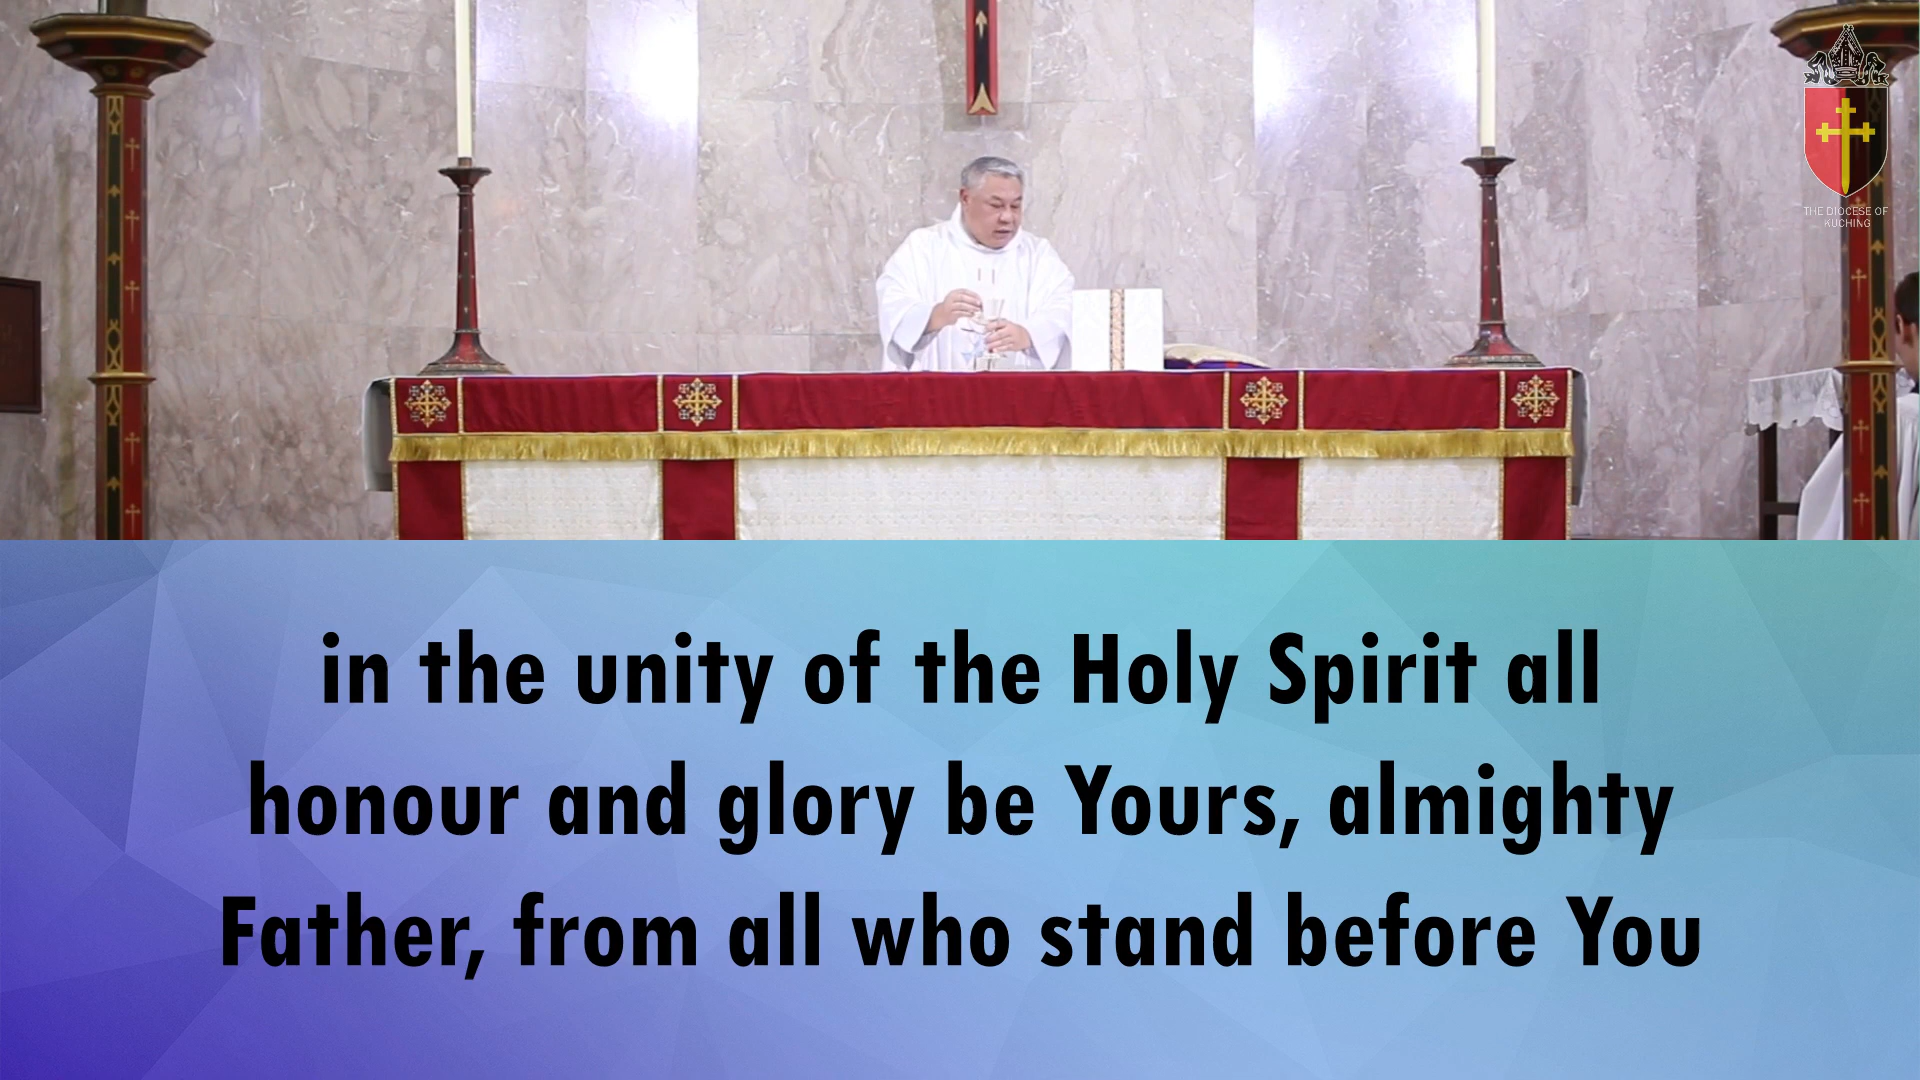 THE DIOCESE OF
KUCHING
in the unity of the Holy Spirit all
honour and glory be Yours, almighty
Father, from all who stand before You